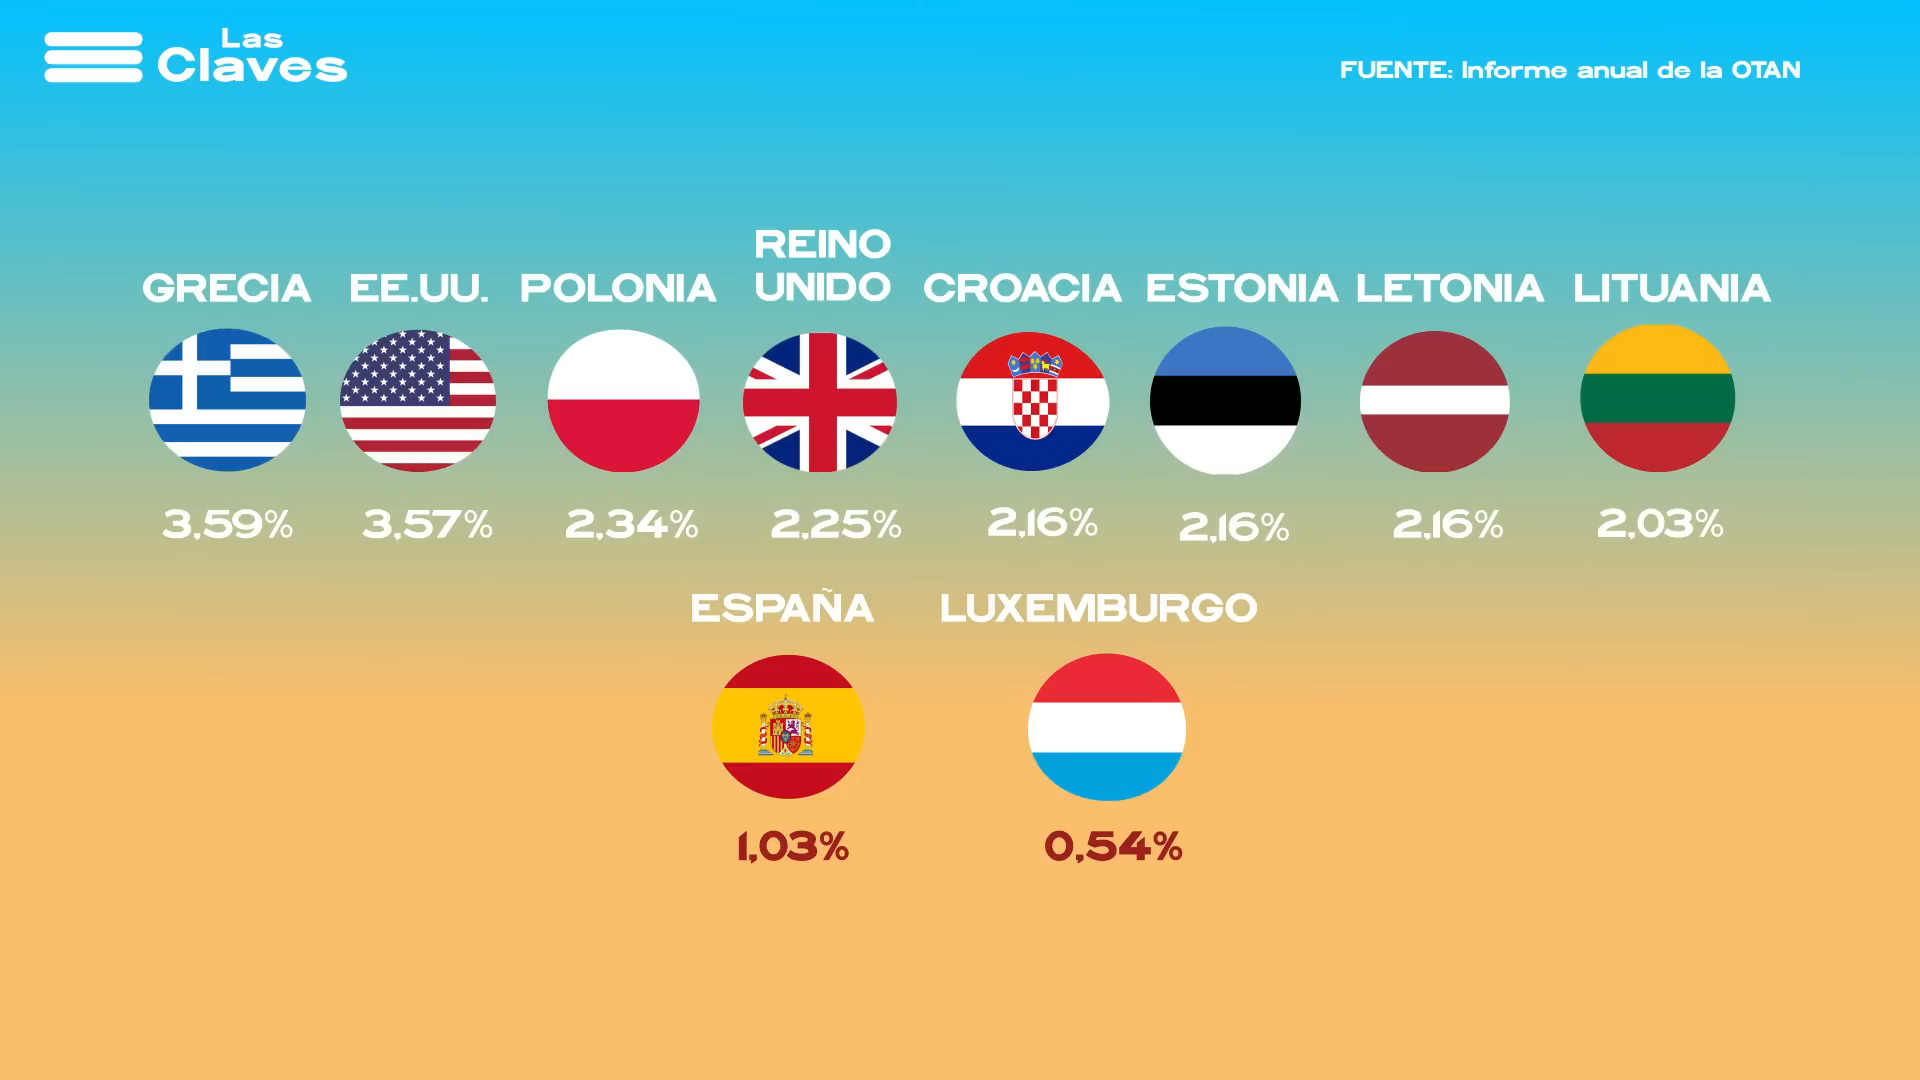 Las
Claves
FUENTE: Informe anual de la OTAN
GRECIA EE.UU. POLONIA REINO UNIDO CROACIA ESTONIA LETONIA LITUANIA
3,59% 3,57% 2,34% 2,25% 2,16% 2,16% 2,16% 2,03%
ESPAÑA LUXEMBURGO
1,03% 0,54%